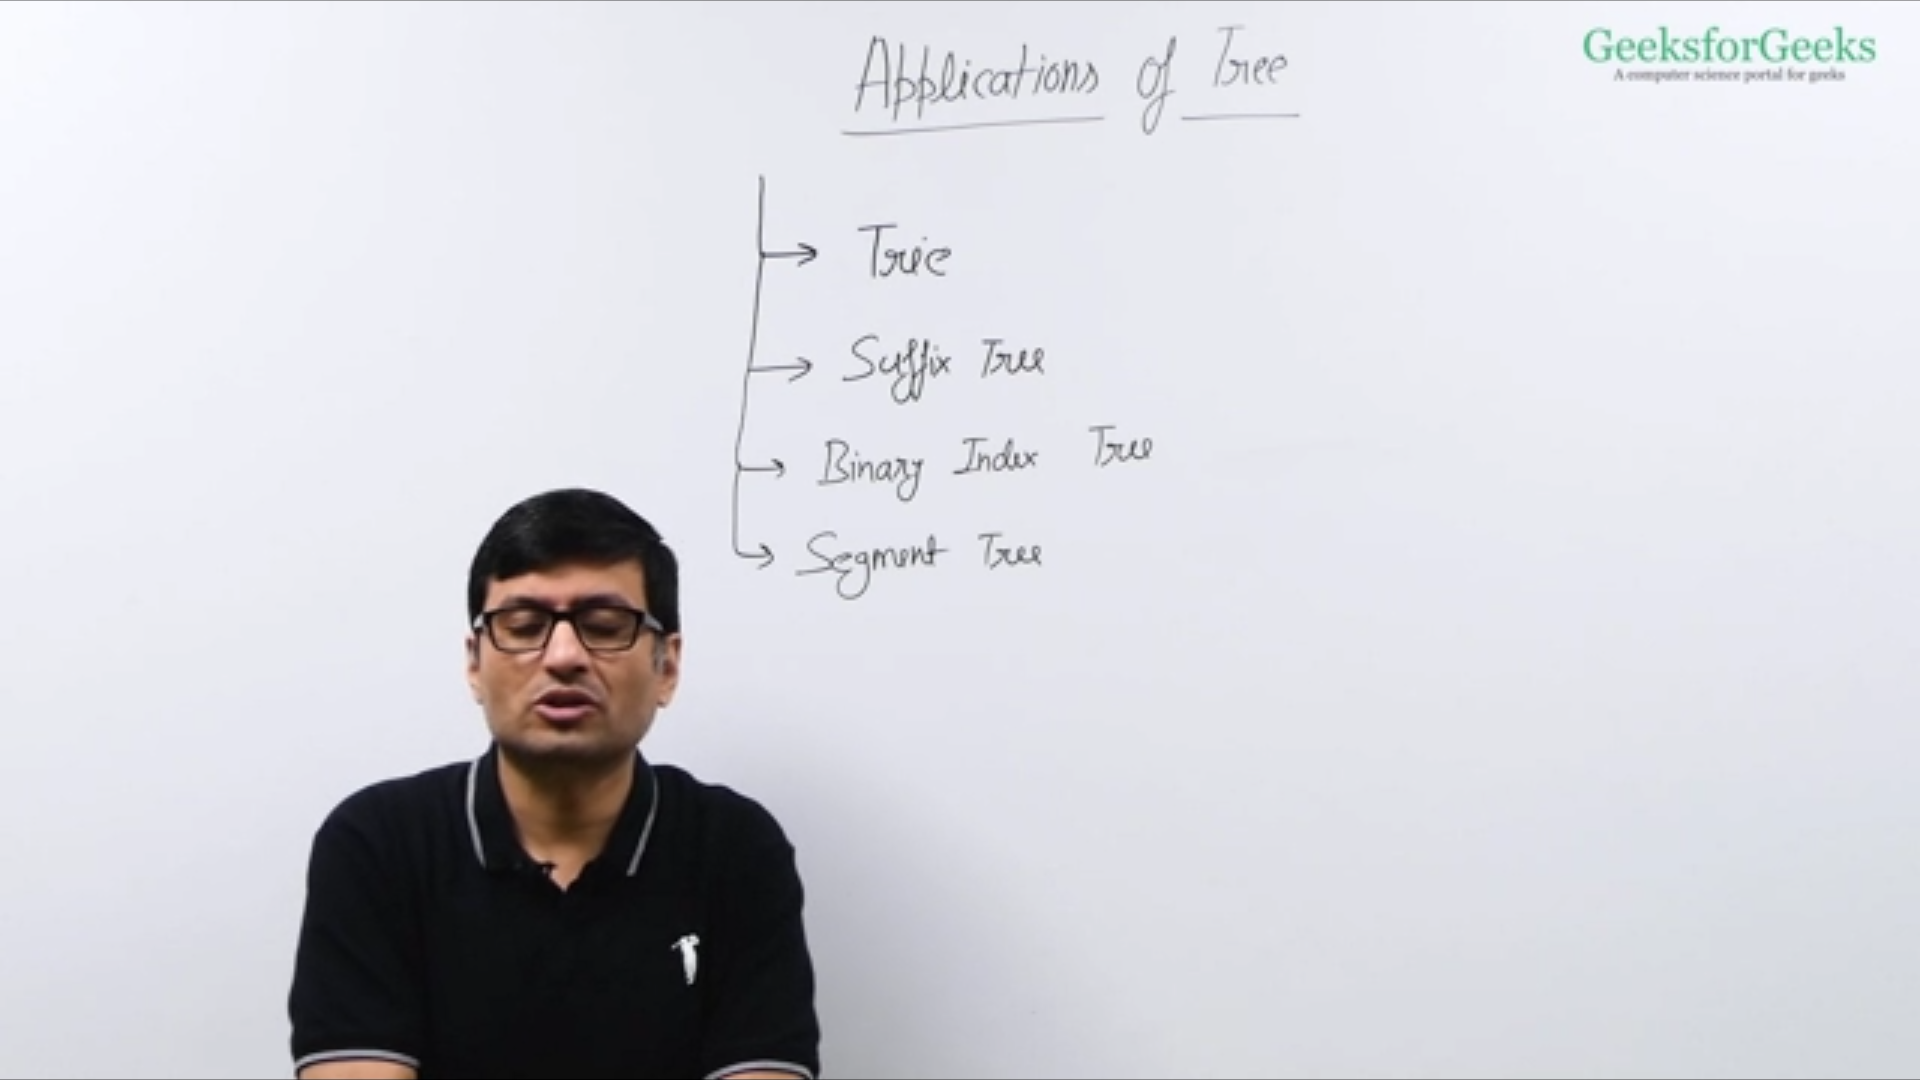 Applications of Tree
GeeksforGeeks
A computer science portal for geeks
Trie
Suffix Tree
Binary Index Tree
Segment Tree